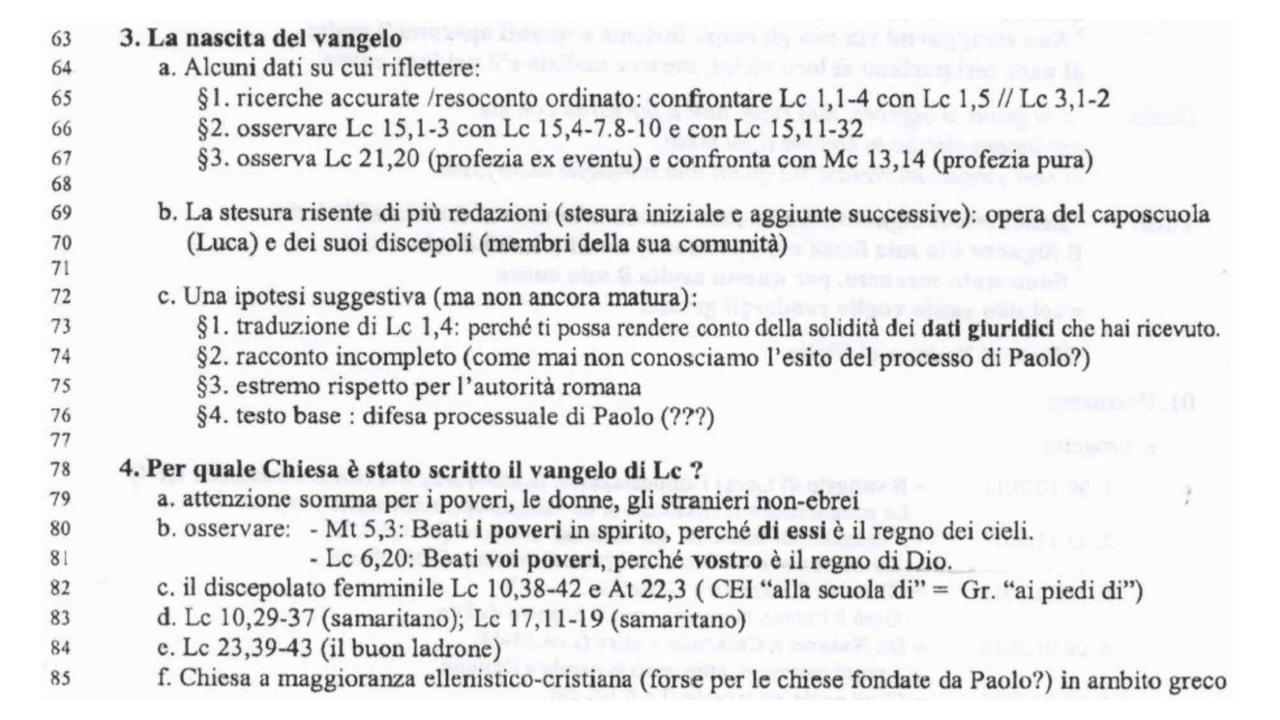 63 3. La nascita del vangelo
64 a. Alcuni dati su cui riflettere:
65 §1. ricerche accurate /resoconto ordinato: confrontare Lc 1,1-4 con Lc 1,5 // Lc 3,1-2
66 §2. osservare Lc 15,1-3 con Lc 15,4-7.8-10 e con Lc 15,11-32
67 §3. osserva Lc 21,20 (profezia ex eventu) e confronta con Mc 13,14 (profezia pura)
68
69 b. La stesura risente di più redazioni (stesura iniziale e aggiunte successive): opera del caposcuola
70 (Luca) e dei suoi discepoli (membri della sua comunità)
71
72 c. Una ipotesi suggestiva (ma non ancora matura):
73 §1. traduzione di Lc 1,4: perché ti possa rendere conto della solidità dei dati giuridici che hai ricevuto.
74 §2. racconto incompleto (come mai non conosciamo l'esito del processo di Paolo?)
75 §3. estremo rispetto per l'autorità romana
76 §4. testo base : difesa processuale di Paolo (???)
77
78 4. Per quale Chiesa è stato scritto il vangelo di Lc ?
79 a. attenzione somma per i poveri, le donne, gli stranieri non-ebrei
80 b. osservare: - Mt 5,3: Beati i poveri in spirito, perché di essi è il regno dei cieli.
81 - Lc 6,20: Beati voi poveri, perché vostro è il regno di Dio.
82 c. il discepolato femminile Lc 10,38-42 e At 22,3 ( CEI "alla scuola di" = Gr. "ai piedi di")
83 d. Lc 10,29-37 (samaritano); Lc 17,11-19 (samaritano)
84 e. Lc 23,39-43 (il buon ladrone)
85 f. Chiesa a maggioranza ellenistico-cristiana (forse per le chiese fondate da Paolo?) in ambito greco